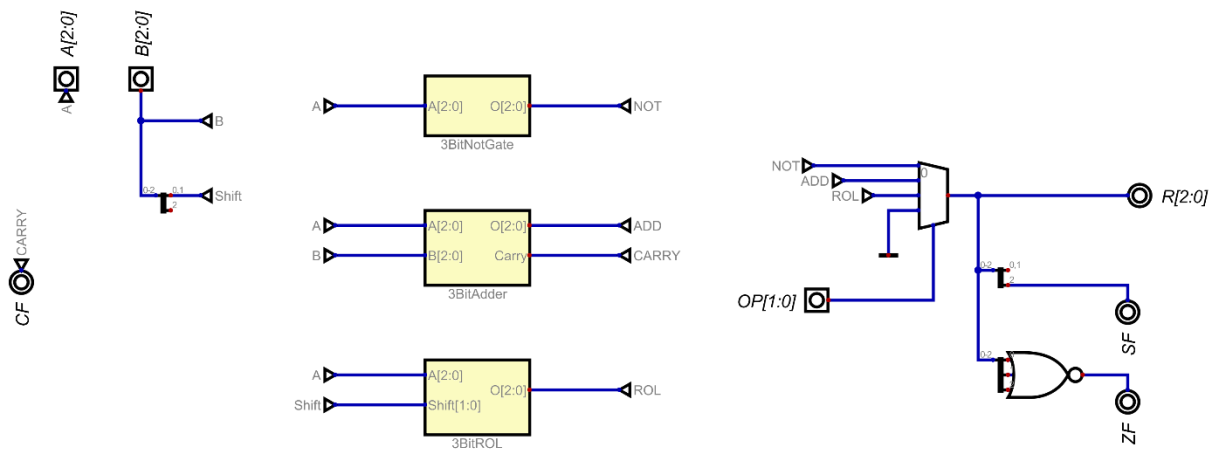 A[2:0]
B[2:0]
A
B
0-2
0,1
2
Shift
CARRY
CF
A
A[2:0]
O[2:0]
NOT
3BitNotGate
A
A[2:0]
O[2:0]
ADD
B
B[2:0]
Carry
CARRY
3BitAdder
A
A[2:0]
O[2:0]
ROL
Shift
Shift[1:0]
3BitROL
NOT
ADD
ROL
0
R[2:0]
OP[1:0]
0-2
0,1
2
SF
0-2
ZF